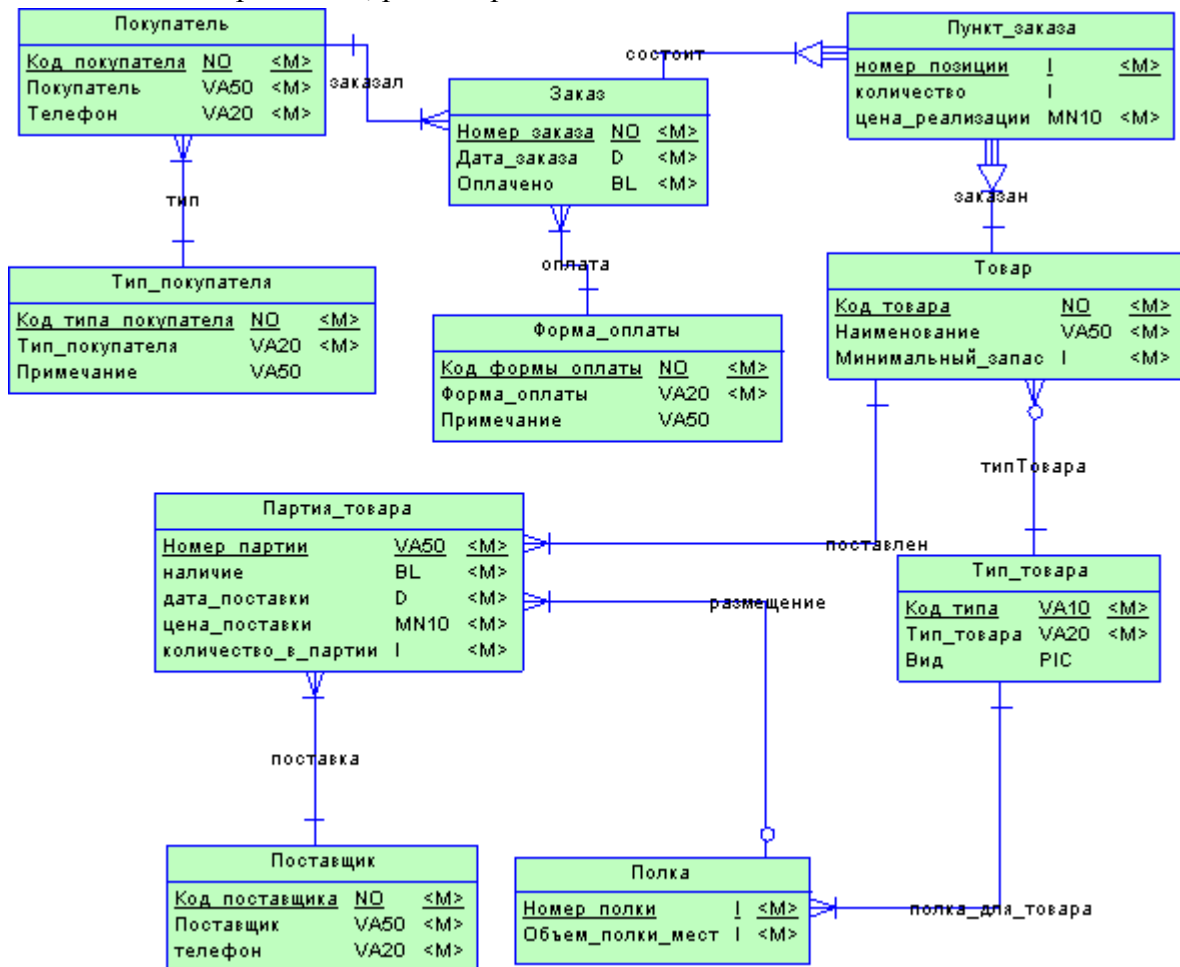 Покупатель
Код_покупателя NO <M>
Покупатель VA50 <M>
Телефон VA20 <M>
заказал
состоит
Пункт_заказа
номер_позиции I <M>
количество I
цена_реализации MN10 <M>
Заказ
Номер_заказа NO <M>
Дата_заказа D <M>
Оплачено BL <M>
тип
заказан
оплата
Тип_покупателя
Код_типа_покупателя NO <M>
Тип_покупателя VA20 <M>
Примечание VA50
Форма_оплаты
Код_формы_оплаты NO <M>
Форма_оплаты VA20 <M>
Примечание VA50
Товар
Код_товара NO <M>
Наименование VA50 <M>
Минимальный_запас I <M>
типТовара
Партия_товара
Номер_партии VA50 <M>
наличие BL <M>
дата_поставки D <M>
цена_поставки MN10 <M>
количество_в_партии I <M>
поставлен
размещение
Тип_товара
Код_типа VA10 <M>
Тип_товара VA20 <M>
Вид PIC
поставка
Поставщик
Код_поставщика NO <M>
Поставщик VA50 <M>
телефон VA20 <M>
Полка
Номер_полки I <M>
Объем_полки_мест I <M>
полка_для_товара